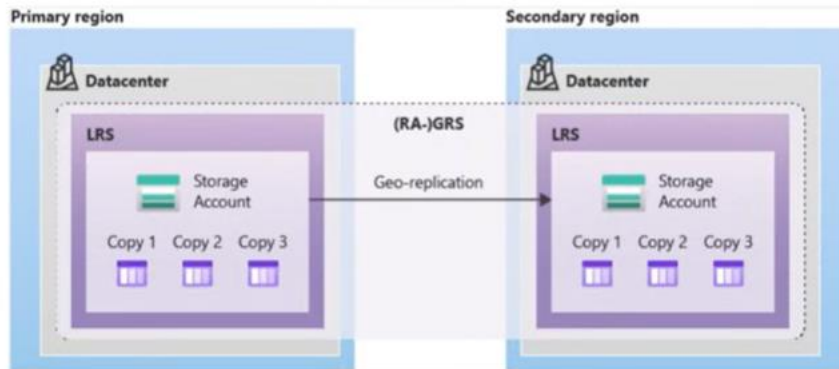 Primary region
Secondary region
Datacenter
Datacenter
LRS
(RA-)GRS
LRS
Storage
Account
Geo-replication
Storage
Account
Copy 1 Copy 2 Copy 3
Copy 1 Copy 2 Copy 3